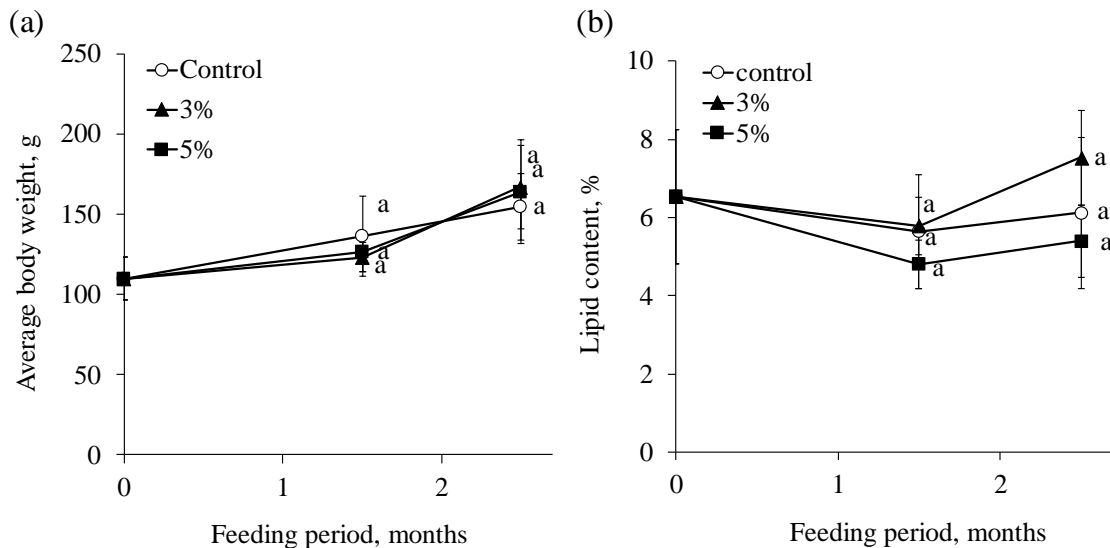 (a)
250
200
150
100
50
0
Average body weight, g
Control
3%
5%
a
a
a
a
a
a
0
1
2
Feeding period, months
(b)
10
8
6
4
2
0
Lipid content, %
control
3%
5%
a
a
a
a
a
a
0
1
2
Feeding period, months